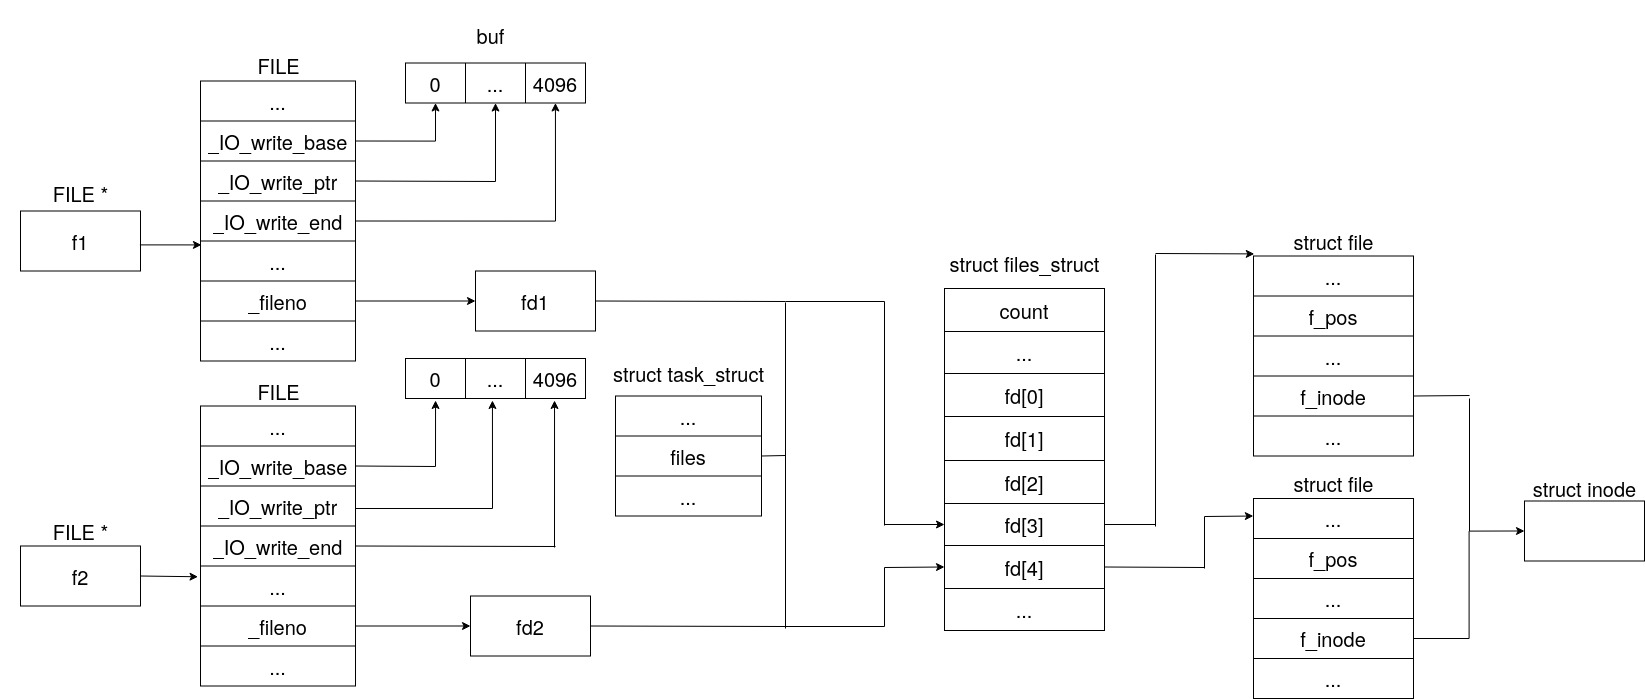 buf
0
...
4096
FILE
...
_IO_write_base
_IO_write_ptr
_IO_write_end
...
_fileno
...
FILE *
f1
fd1
0
...
4096
FILE
...
_IO_write_base
_IO_write_ptr
_IO_write_end
...
_fileno
...
FILE *
f2
fd2
struct task_struct
...
files
...
struct files_struct
count
...
fd[0]
fd[1]
fd[2]
fd[3]
fd[4]
...
struct file
...
f_pos
...
f_inode
...
struct file
...
f_pos
...
f_inode
...
struct inode